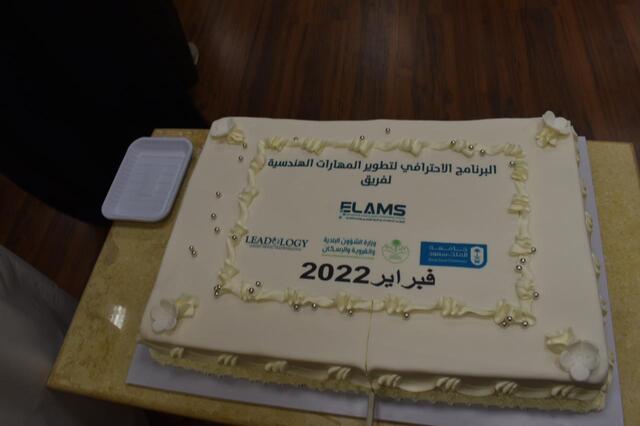 البرنامج الاحترافي لتطوير المهارات الهندسية
لفريق
ELAMS
جـامـعـة
الملك سعود
King Saud University
وزارة الشؤون البلدية
والقروية والإسكان
LEADOLOGY
فبراير 2022